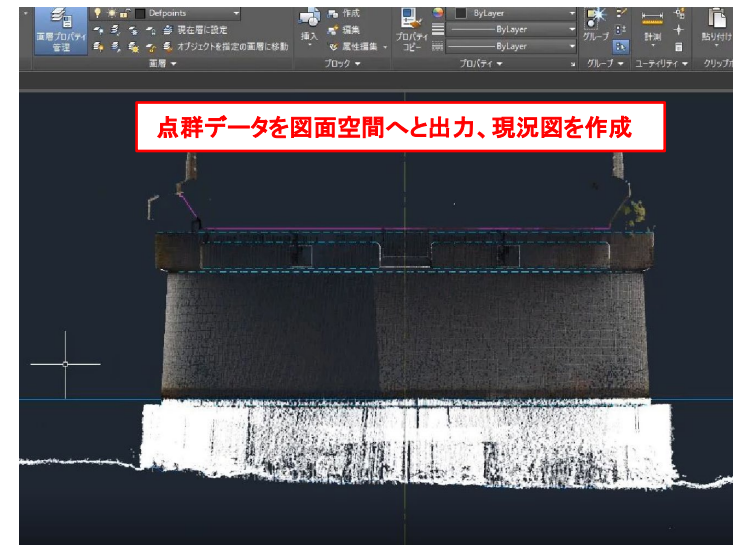 Defpoints
作成
ByLayer
現在層に設定
編集
ByLayer
画層プロパティ
管理
オブジェクトを指定の画層に移動
挿入
属性編集
プロパティ
コピー
ByLayer
グループ
計測
貼り付け
画層
ブロック
プロパティ
グループ
ユーティリティ
クリップボ
点群データを図面空間へと出力、現況図を作成